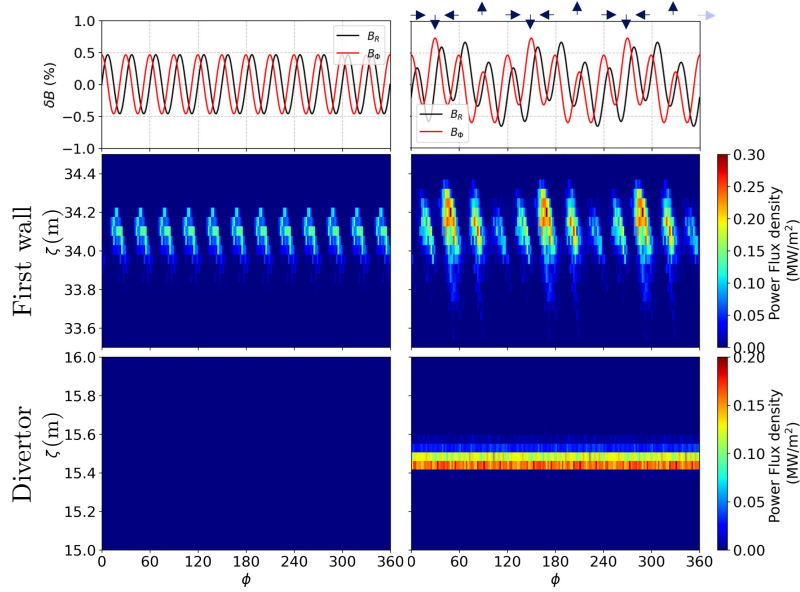 1.0
0.5
0.0
−0.5
−1.0
δB (%)
B_R
B_Φ
B_R
B_Φ
First wall
ζ (m)
34.4
34.2
34.0
33.8
33.6
0.30
0.25
0.20
0.15
0.10
0.05
0.00
Power Flux density
(MW/m²)
Divertor
ζ (m)
16.0
15.8
15.6
15.4
15.2
15.0
0.20
0.15
0.10
0.05
0.00
Power Flux density
(MW/m²)
0 60 120 180 240 300 360
0 60 120 180 240 300 360
ϕ
ϕ